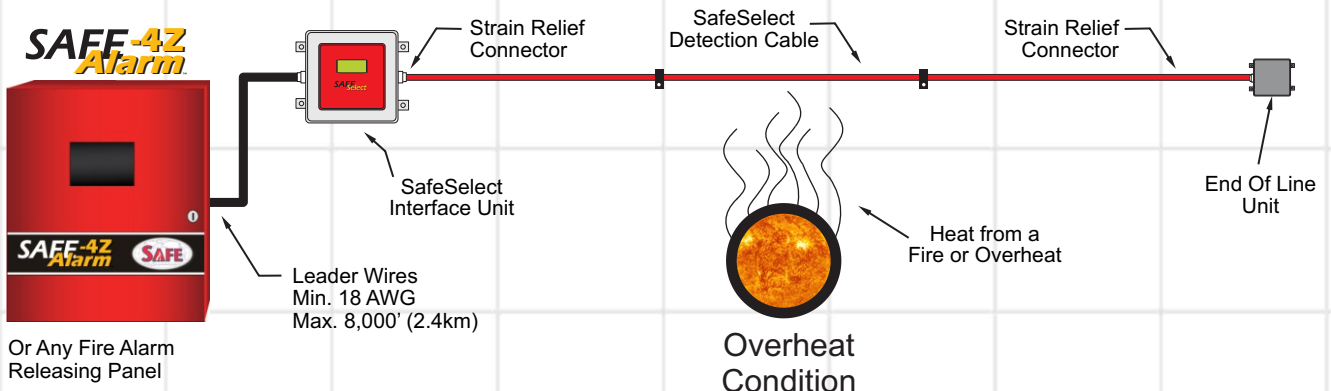 SAFE-4Z
Alarm™
SAFE-4Z
Alarm
SAFE
Or Any Fire Alarm
Releasing Panel
Leader Wires
Min. 18 AWG
Max. 8,000’ (2.4km)
SAFE
Select
SafeSelect
Interface Unit
Strain Relief
Connector
SafeSelect
Detection Cable
Strain Relief
Connector
End Of Line
Unit
Heat from a
Fire or Overheat
Overheat
Condition